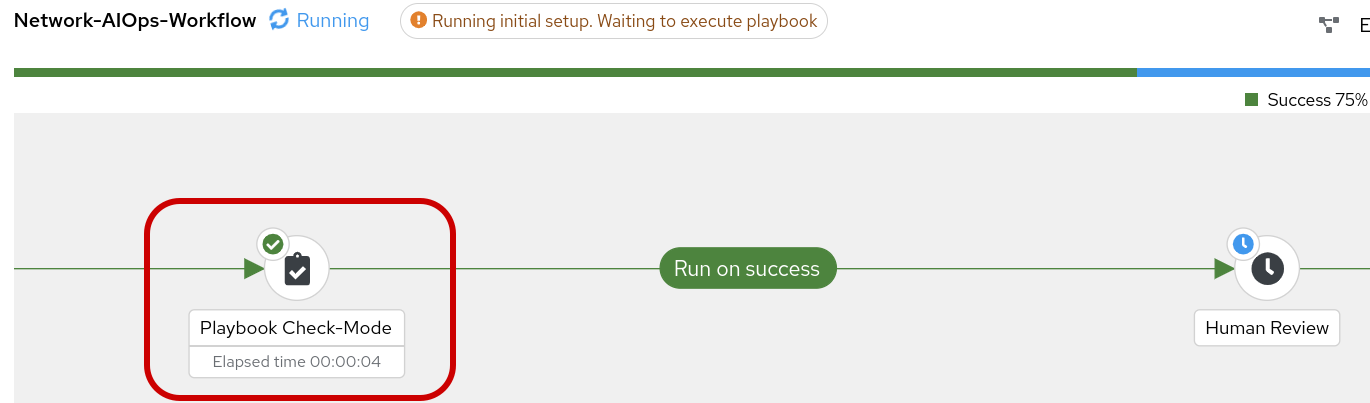 Network-AIOps-Workflow Running Running initial setup. Waiting to execute playbook E
Success 75%
Run on success
Playbook Check-Mode
Elapsed time 00:00:04
Human Review